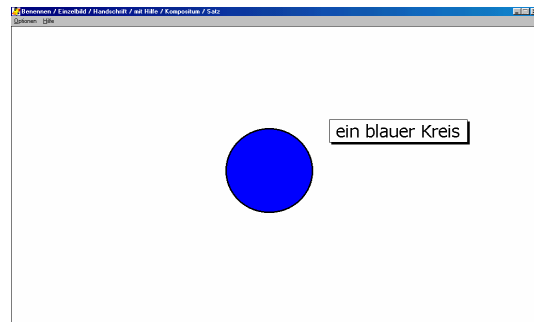 Benennen / Einzelbild / Handschrift / mit Hilfe / Kompositum / Satz
Optionen Hilfe
ein blauer Kreis